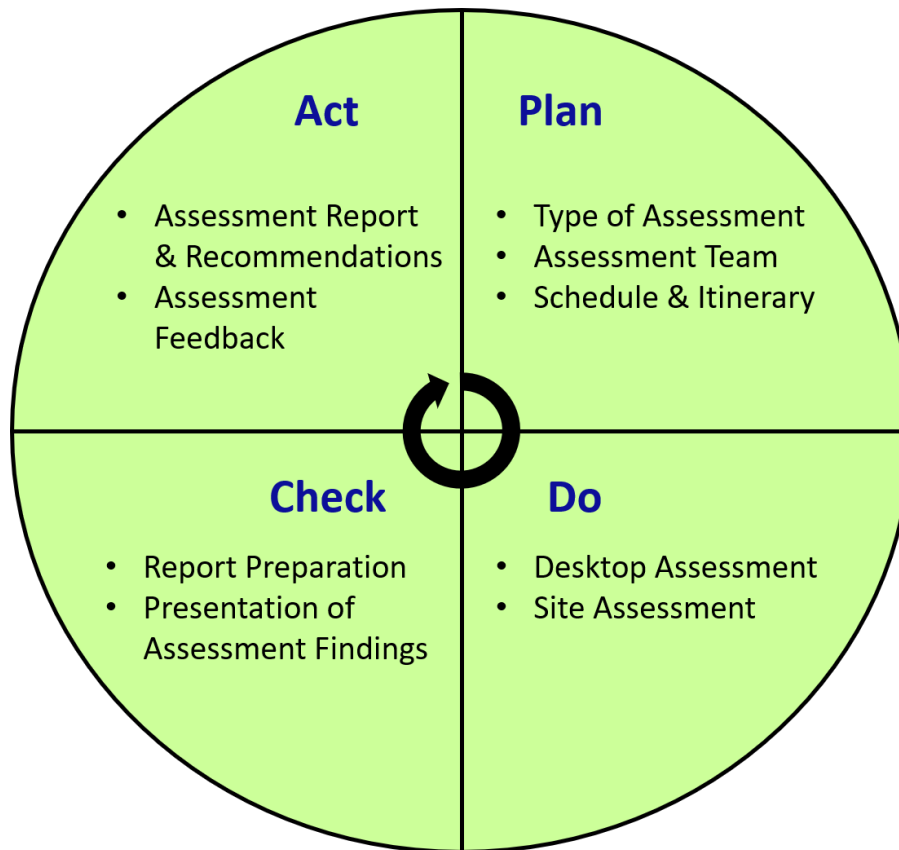 Act
• Assessment Report
& Recommendations
• Assessment
Feedback
Plan
• Type of Assessment
• Assessment Team
• Schedule & Itinerary
Check
• Report Preparation
• Presentation of
Assessment Findings
Do
• Desktop Assessment
• Site Assessment